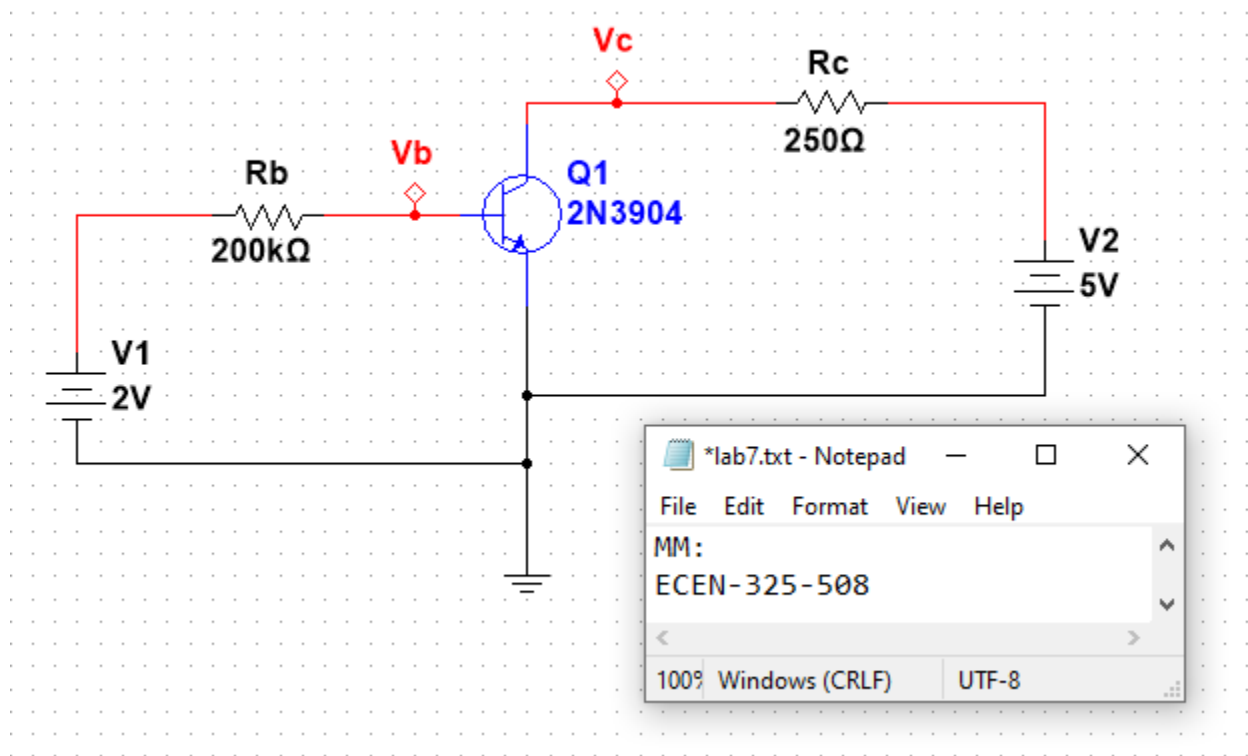 Vc
Rc
250Ω
Vb
Rb
200kΩ
Q1
2N3904
V2
5V
V1
2V
*lab7.txt - Notepad
File Edit Format View Help
MM:
ECEN-325-508
100% Windows (CRLF) UTF-8